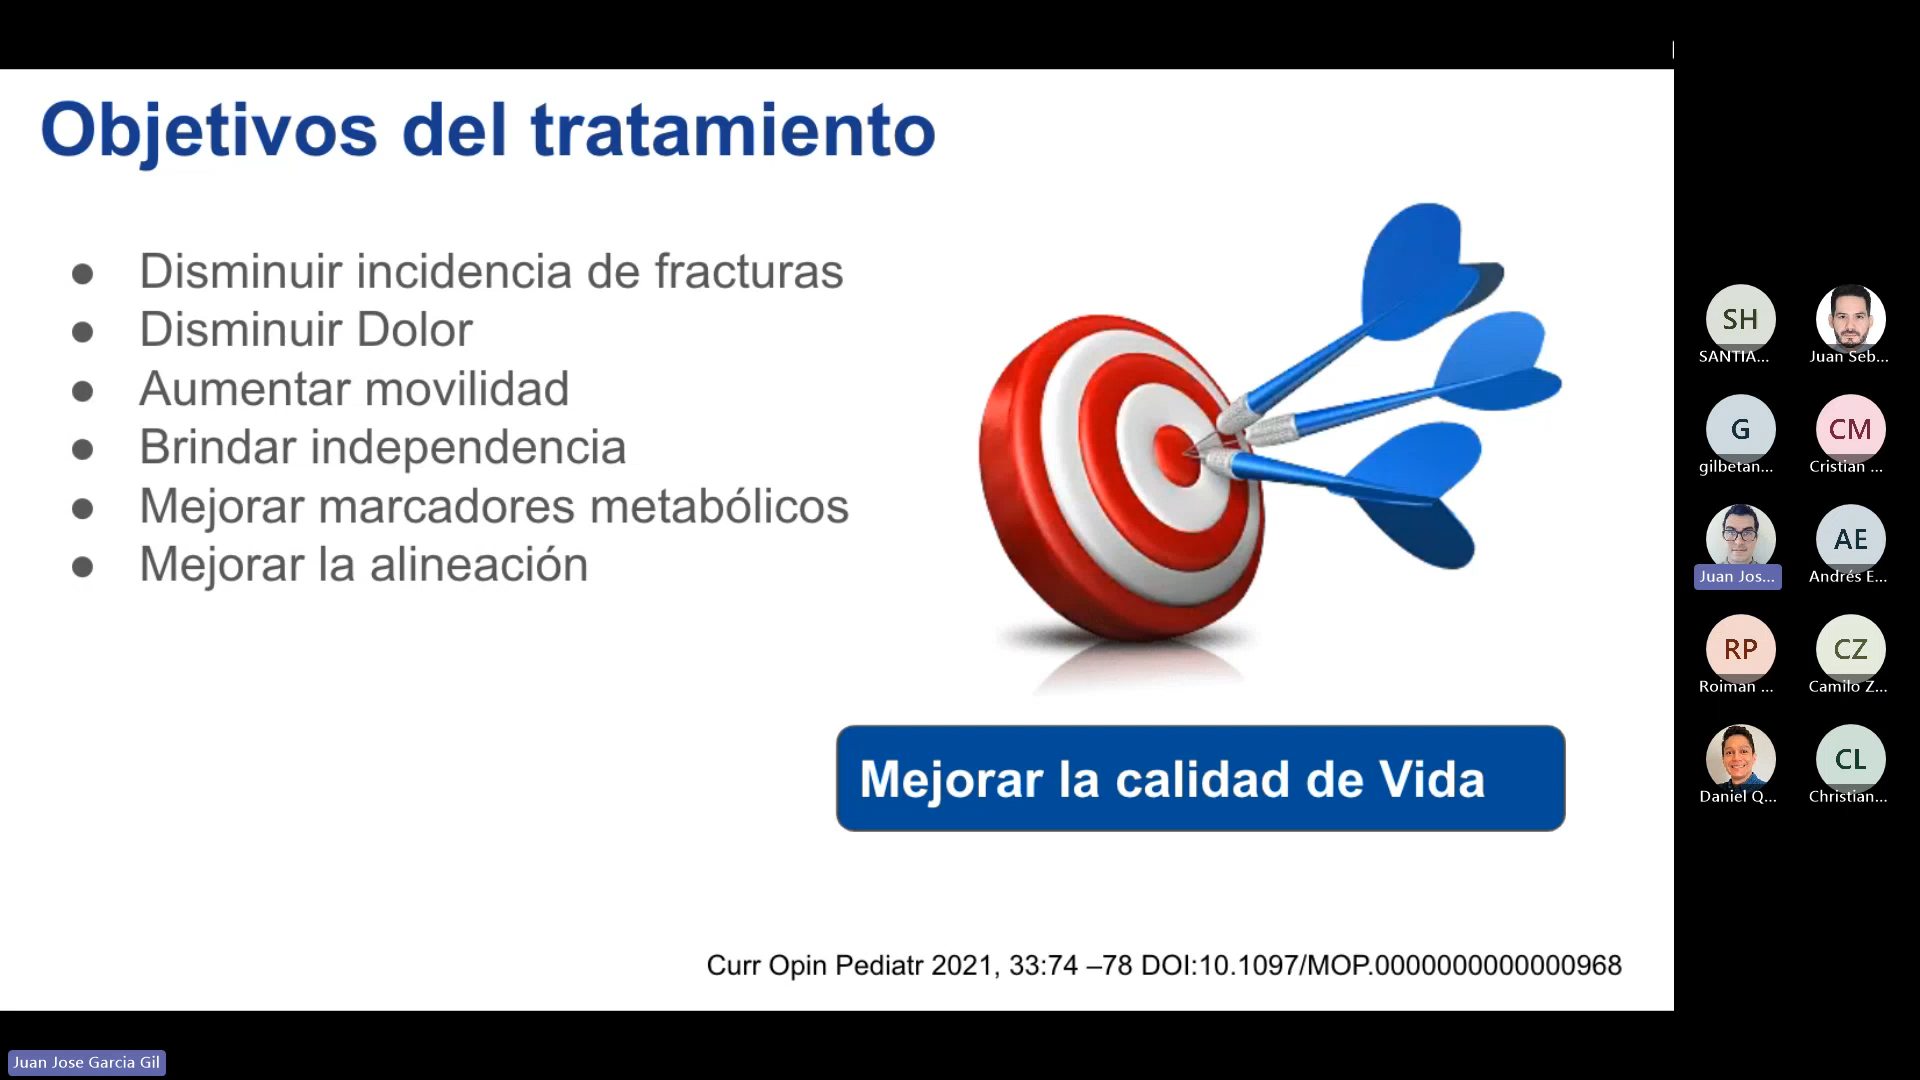 Objetivos del tratamiento
● Disminuir incidencia de fracturas
● Disminuir Dolor
● Aumentar movilidad
● Brindar independencia
● Mejorar marcadores metabólicos
● Mejorar la alineación
Mejorar la calidad de Vida
Curr Opin Pediatr 2021, 33:74 –78 DOI:10.1097/MOP.0000000000000968
SH
SANTIA...
Juan Seb...
G
gilbetan...
CM
Cristian ...
Juan Jos...
AE
Andrés E...
RP
Roiman ...
CZ
Camilo Z...
Daniel Q...
CL
Christian...
Juan Jose Garcia Gil